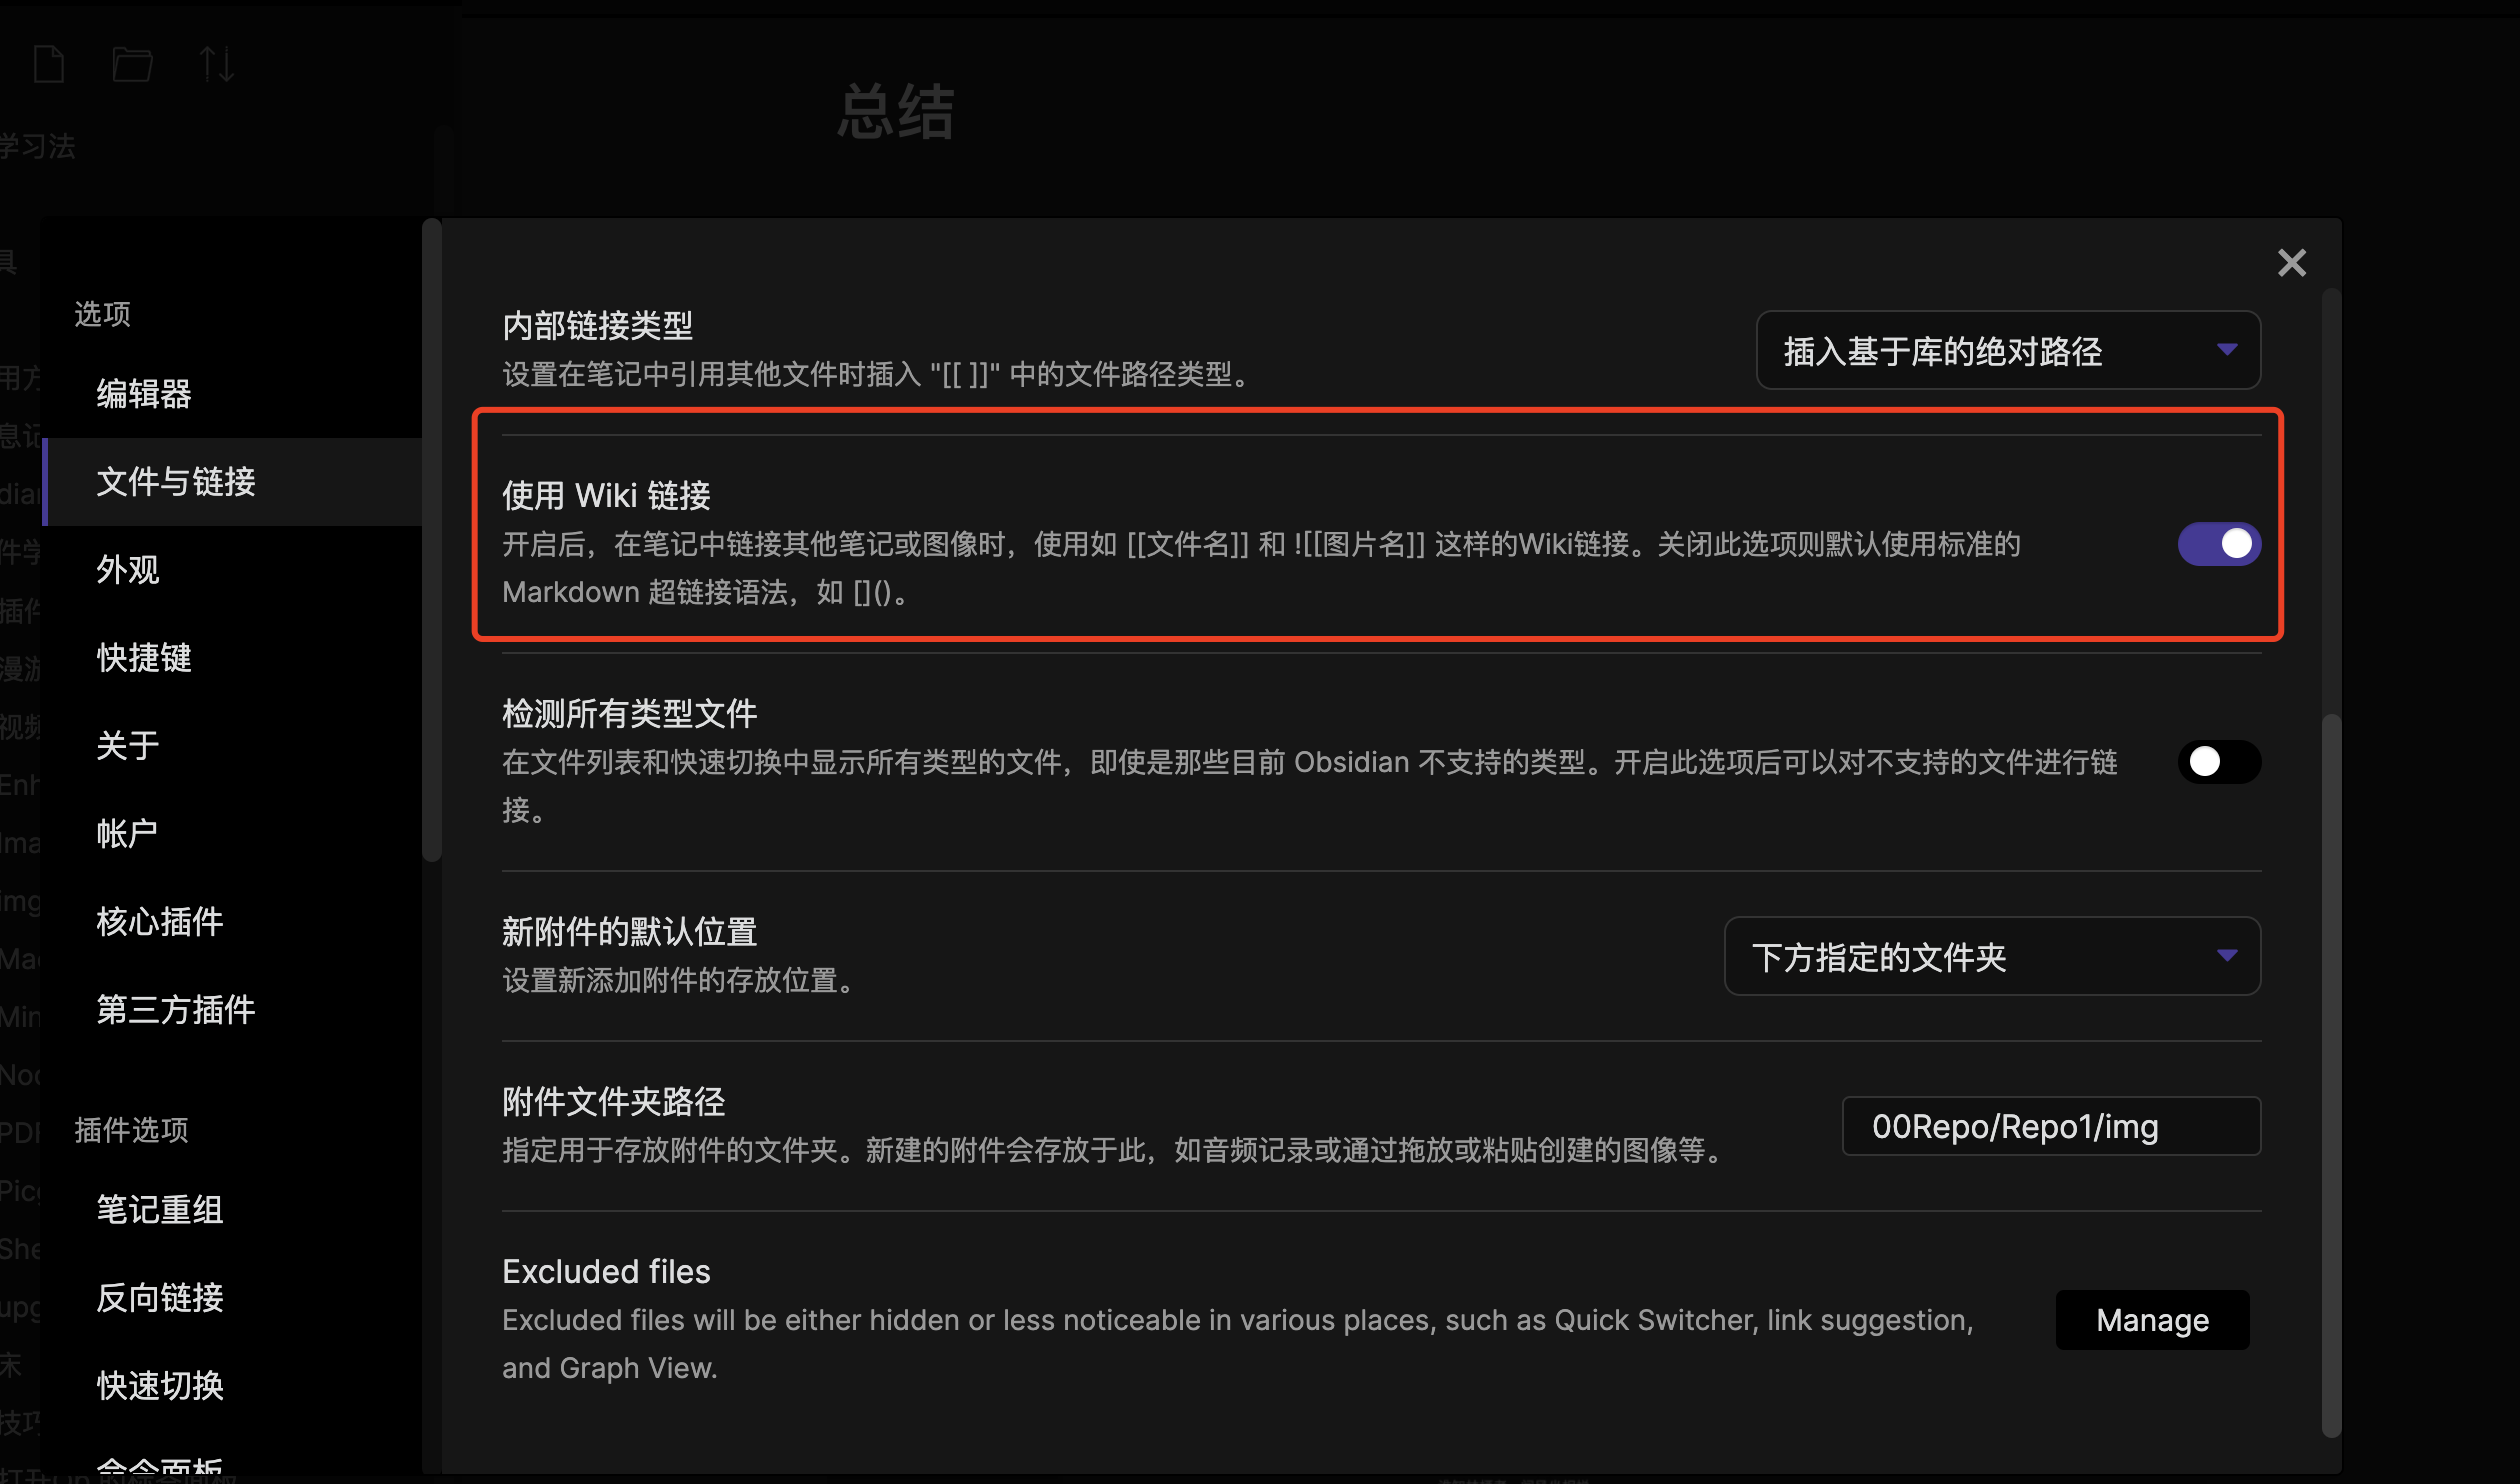 总结
学习法
具
选项
编辑器
文件与链接
外观
快捷键
关于
帐户
核心插件
第三方插件
插件选项
笔记重组
反向链接
快速切换
命令面板
内部链接类型
设置在笔记中引用其他文件时插入 "[[ ]]" 中的文件路径类型。
插入基于库的绝对路径
使用 Wiki 链接
开启后，在笔记中链接其他笔记或图像时，使用如 [[文件名]] 和 ![[图片名]] 这样的Wiki链接。关闭此选项则默认使用标准的
Markdown 超链接语法，如 []()。
检测所有类型文件
在文件列表和快速切换中显示所有类型的文件，即使是那些目前 Obsidian 不支持的类型。开启此选项后可以对不支持的文件进行链
接。
新附件的默认位置
设置新添加附件的存放位置。
下方指定的文件夹
附件文件夹路径
指定用于存放附件的文件夹。新建的附件会存放于此，如音频记录或通过拖放或粘贴创建的图像等。
00Repo/Repo1/img
Excluded files
Excluded files will be either hidden or less noticeable in various places, such as Quick Switcher, link suggestion,
and Graph View.
Manage